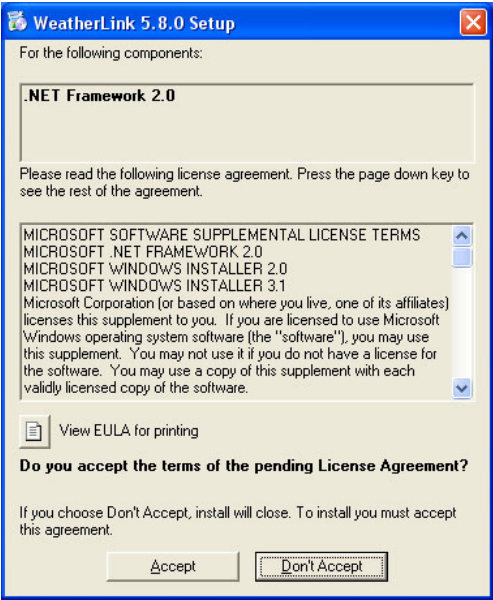 WeatherLink 5.8.0 Setup
For the following components:
.NET Framework 2.0
Please read the following license agreement. Press the page down key to
see the rest of the agreement.
MICROSOFT SOFTWARE SUPPLEMENTAL LICENSE TERMS
MICROSOFT .NET FRAMEWORK 2.0
MICROSOFT WINDOWS INSTALLER 2.0
MICROSOFT WINDOWS INSTALLER 3.1
Microsoft Corporation (or based on where you live, one of its affiliates)
licenses this supplement to you.  If you are licensed to use Microsoft
Windows operating system software (the "software"), you may use
this supplement.  You may not use it if you do not have a license for
the software.  You may use a copy of this supplement with each
validly licensed copy of the software.
View EULA for printing
Do you accept the terms of the pending License Agreement?
If you choose Don't Accept, install will close. To install you must accept
this agreement.
Accept
Don't Accept